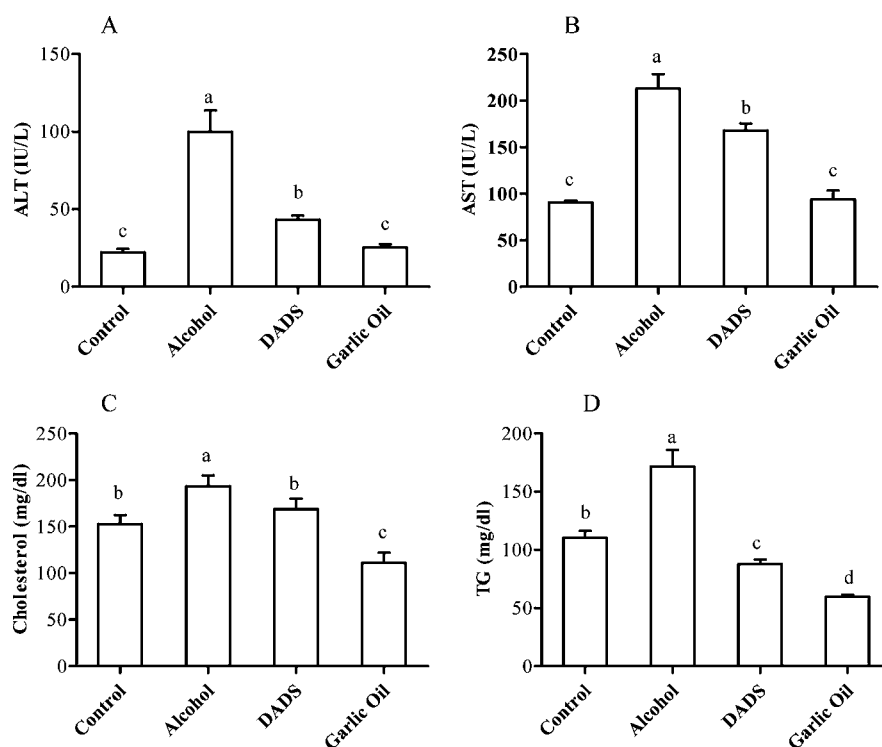 A
ALT (IU/L)
150
100
50
0
c
a
b
c
Control
Alcohol
DADS
Garlic Oil
B
AST (IU/L)
250
200
150
100
50
0
c
a
b
c
Control
Alcohol
DADS
Garlic Oil
C
Cholesterol (mg/dl)
250
200
150
100
50
0
b
a
b
c
Control
Alcohol
DADS
Garlic Oil
D
TG (mg/dl)
200
150
100
50
0
b
a
c
d
Control
Alcohol
DADS
Garlic Oil